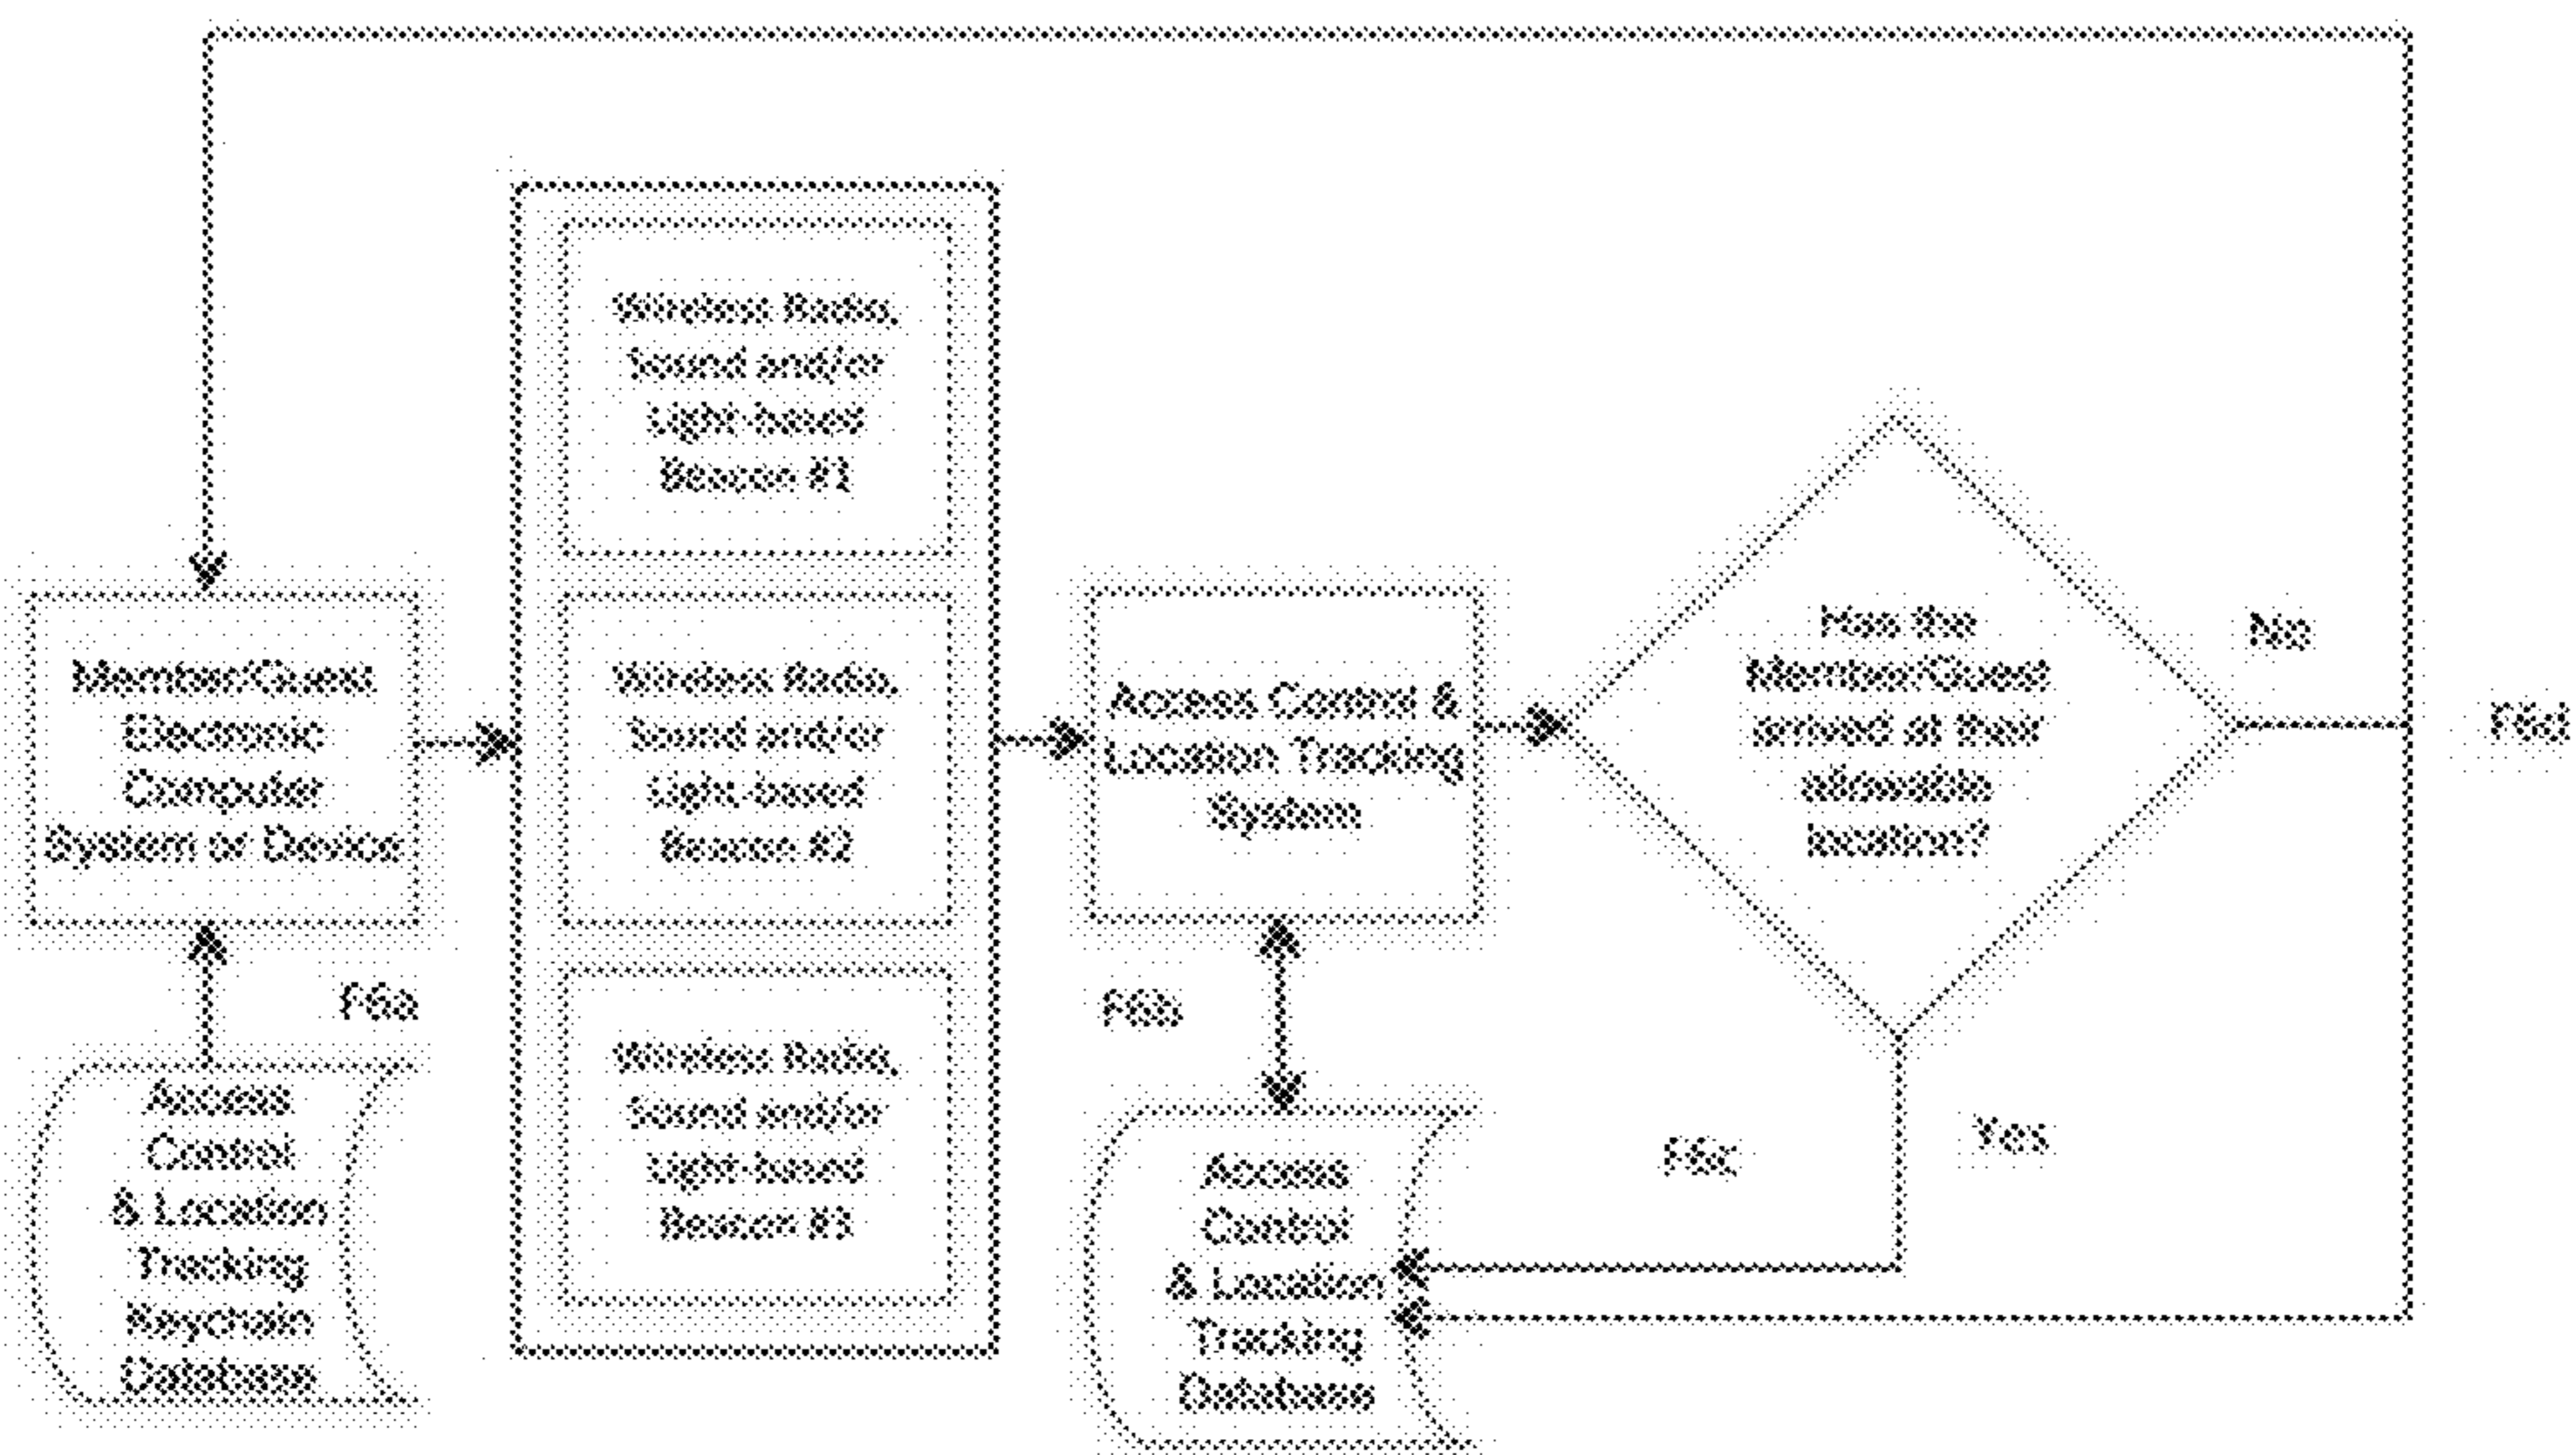 Wireless Radio,
Sound and/or
Light-based
Beacon #1
Member/Guest
Electronic
Computer
System or Device
Wireless Radio,
Sound and/or
Light-based
Beacon #2
Access Control &
Location Tracking
System
Has the
Member/Guest
arrived at their
allowable
location?
No
F6d
F6a
F6b
Wireless Radio,
Sound and/or
Light-based
Beacon #3
Access
Control
& Location
Tracking
Keychain
Database
F6c
Yes
Access
Control
& Location
Tracking
Database